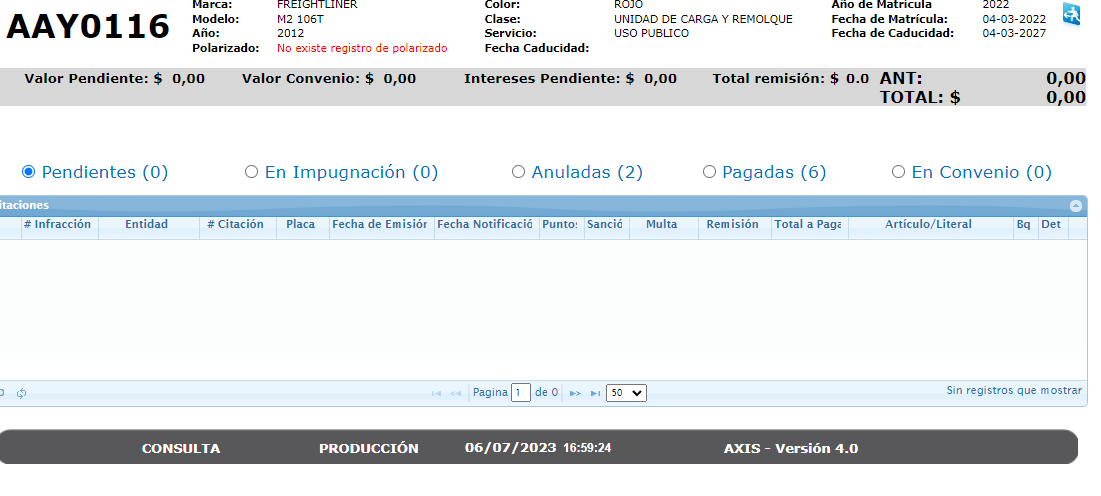 AAY0116
Marca: FREIGHTLINER Color: ROJO Año de Matrícula 2022
Modelo: M2 106T Clase: UNIDAD DE CARGA Y REMOLQUE Fecha de Matrícula: 04-03-2022
Año: 2012 Servicio: USO PUBLICO Fecha de Caducidad: 04-03-2027
Polarizado: No existe registro de polarizado Fecha Caducidad:
Valor Pendiente: $ 0,00 Valor Convenio: $ 0,00 Intereses Pendiente: $ 0,00 Total remisión: $ 0.0 ANT: 0,00
TOTAL: $ 0,00
Pendientes (0) En Impugnación (0) Anuladas (2) Pagadas (6) En Convenio (0)
itaciones
# Infracción Entidad # Citación Placa Fecha de Emisiór Fecha Notificació Punto: Sanció Multa Remisión Total a Paga Artículo/Literal Bq Det
Pagina 1 de 0 50 Sin registros que mostrar
CONSULTA PRODUCCIÓN 06/07/2023 16:59:24 AXIS - Versión 4.0